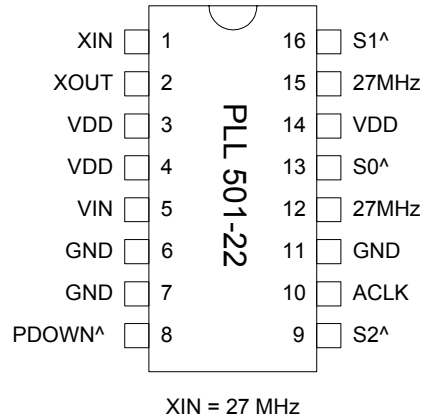 XIN 1 16 S1^
XOUT 2 15 27MHz
VDD 3 14 VDD
VDD 4 13 S0^
VIN 5 12 27MHz
GND 6 11 GND
GND 7 10 ACLK
PDOWN^ 8 9 S2^
PLL 501-22
XIN = 27 MHz